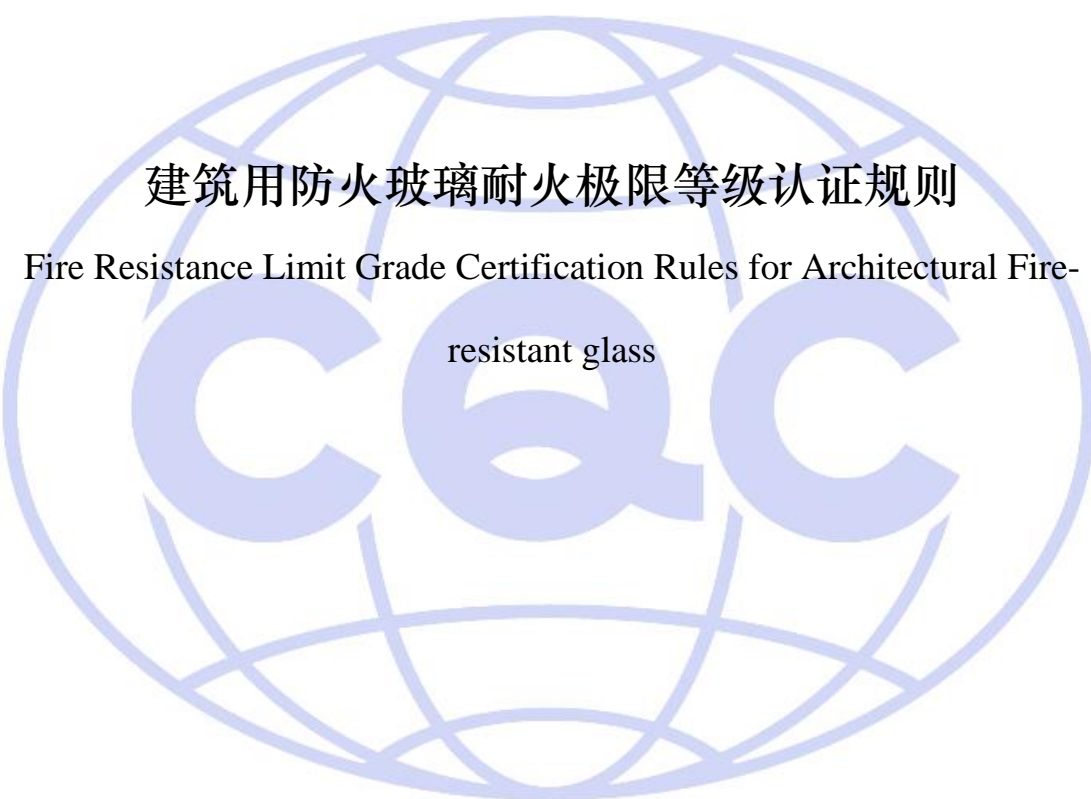 建筑用防火玻璃耐火极限等级认证规则
Fire Resistance Limit Grade Certification Rules for Architectural Fire-
resistant glass
CQC